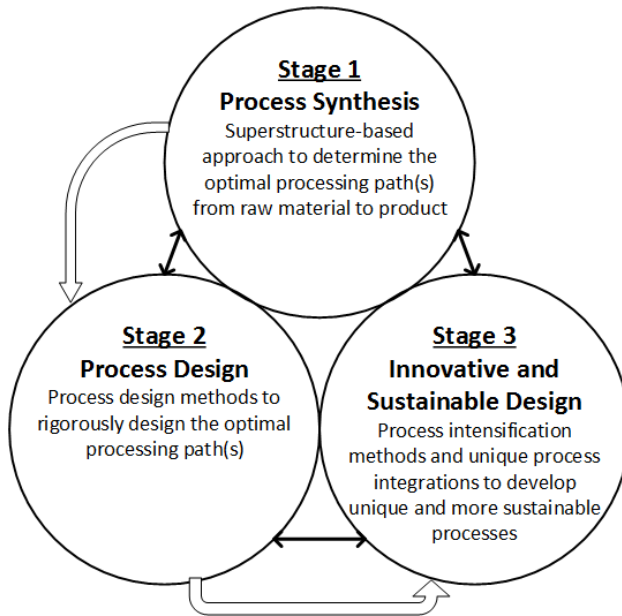 Stage 1
Process Synthesis
Superstructure-based
approach to determine the
optimal processing path(s)
from raw material to product
Stage 2
Process Design
Process design methods to
rigorously design the optimal
processing path(s)
Stage 3
Innovative and
Sustainable Design
Process intensification
methods and unique process
integrations to develop
unique and more sustainable
processes